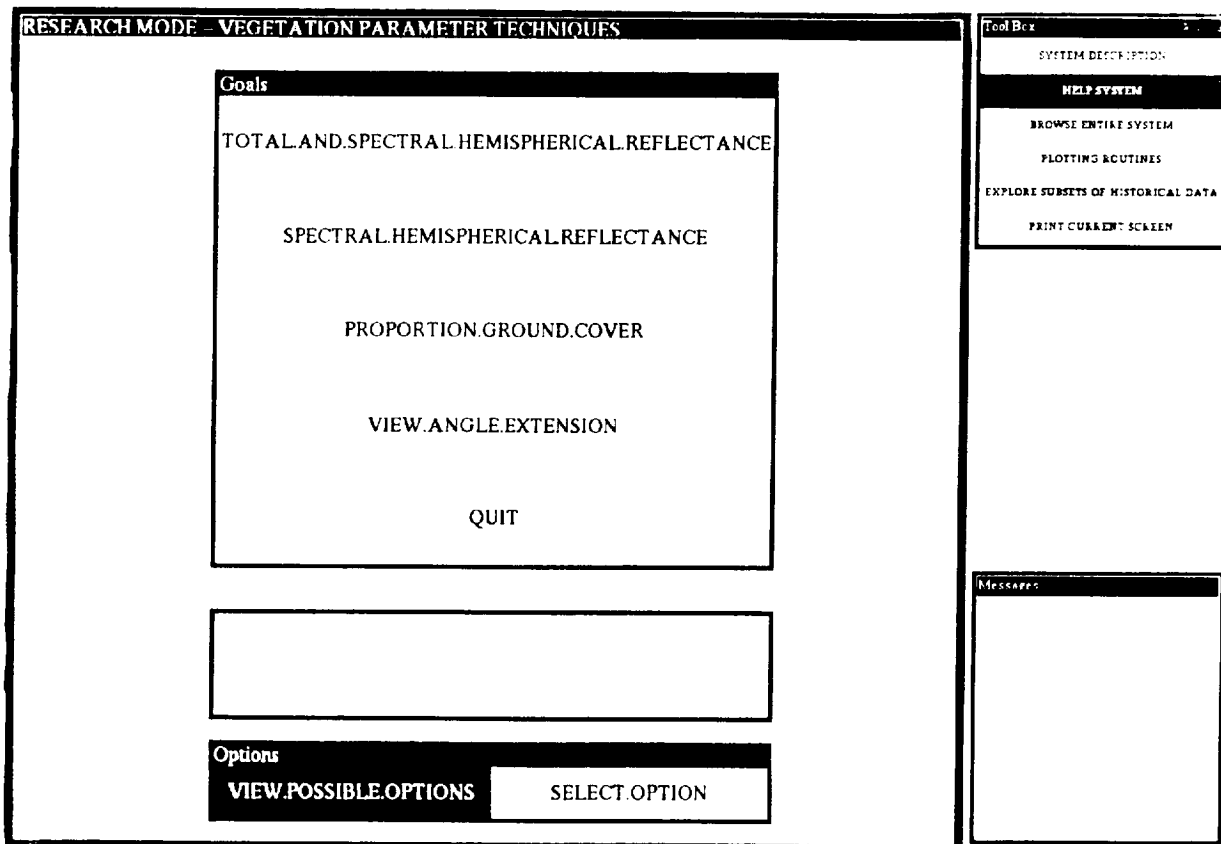 RESEARCH MODE – VEGETATION PARAMETER TECHNIQUES
Goals
TOTAL.AND.SPECTRAL.HEMISPHERICAL.REFLECTANCE
SPECTRAL.HEMISPHERICAL.REFLECTANCE
PROPORTION.GROUND.COVER
VIEW.ANGLE.EXTENSION
QUIT
Options
VIEW.POSSIBLE.OPTIONS
SELECT.OPTION
Tool Box
SYSTEM DESCRIPTION
HELP SYSTEM
BROWSE ENTIRE SYSTEM
PLOTTING ROUTINES
EXPLORE SUBSETS OF HISTORICAL DATA
PRINT CURRENT SCREEN
Messages